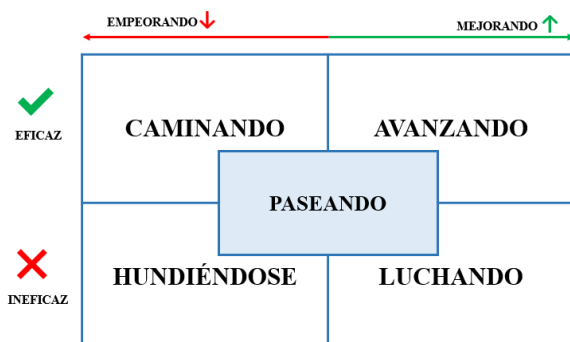 EMPEORANDO
MEJORANDO
EFICAZ
CAMINANDO
AVANZANDO
PASEANDO
INEFICAZ
HUNDIÉNDOSE
LUCHANDO